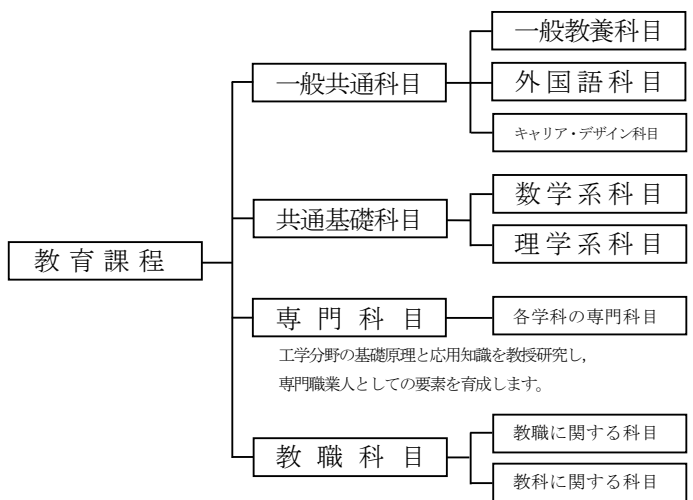 教育課程
一般共通科目
一般教養科目
外国語科目
キャリア・デザイン科目
共通基礎科目
数学系科目
理学系科目
専門科目
各学科の専門科目
工学分野の基礎原理と応用知識を教授研究し，
専門職業人としての要素を育成します。
教職科目
教職に関する科目
教科に関する科目